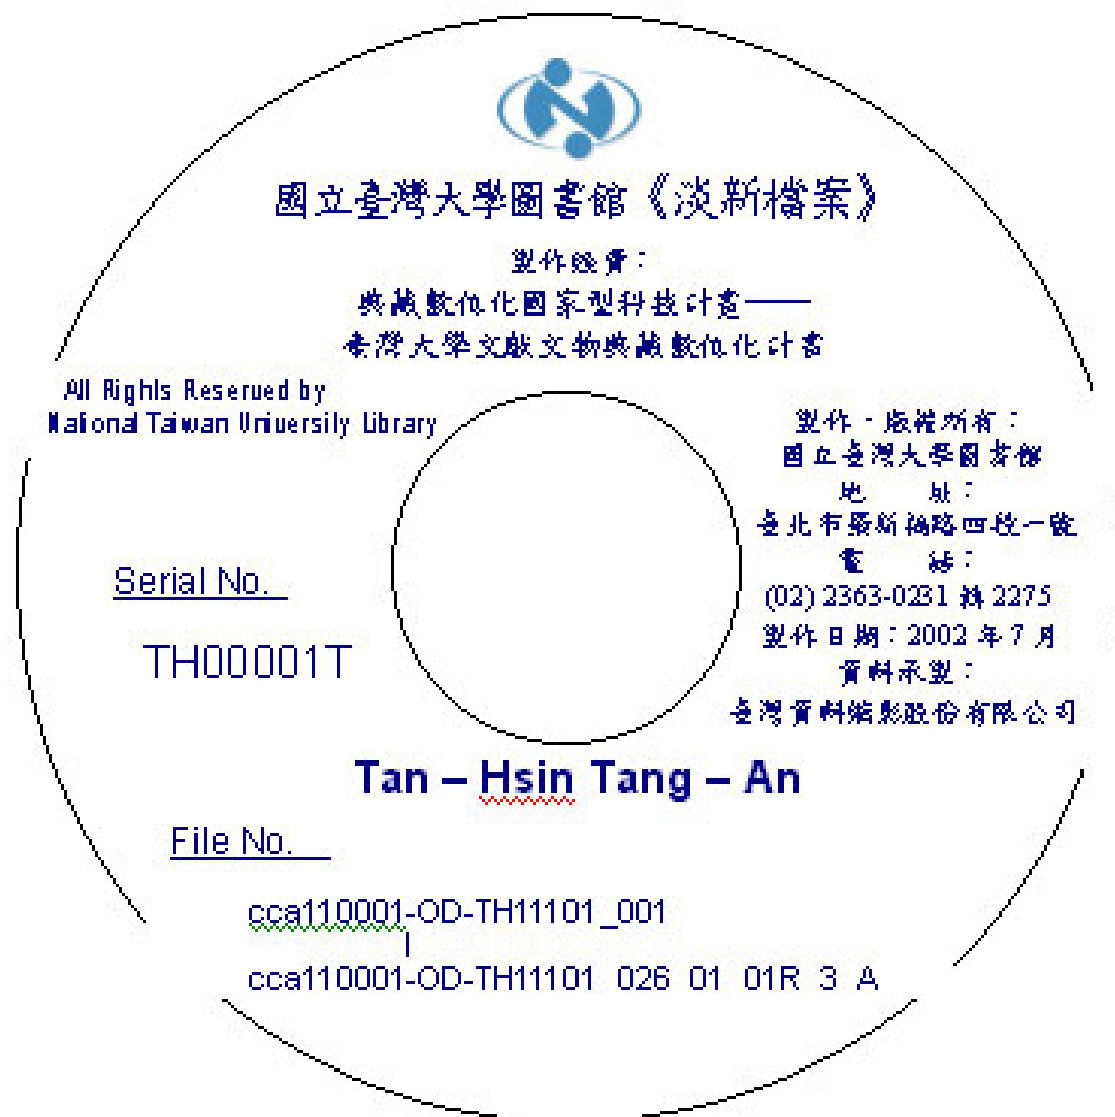 國立臺灣大學圖書館《淡新檔案》
製作經費：
典藏數位化國家型科技計畫——
臺灣大學文獻文物典藏數位化計畫
All Rights Reserved by
National Taiwan University Library
製作．版權所有：
國立臺灣大學圖書館
地　　址：
臺北市羅斯福路四段一號
電　　話：
(02) 2363-0231 轉 2275
製作日期：2002 年 7 月
資料承製：
臺灣資料縮影股份有限公司
Serial No.
TH00001T
Tan – Hsin Tang – An
File No.
cca110001-OD-TH11101_001
|
cca110001-OD-TH11101_026_01_01R_3_A